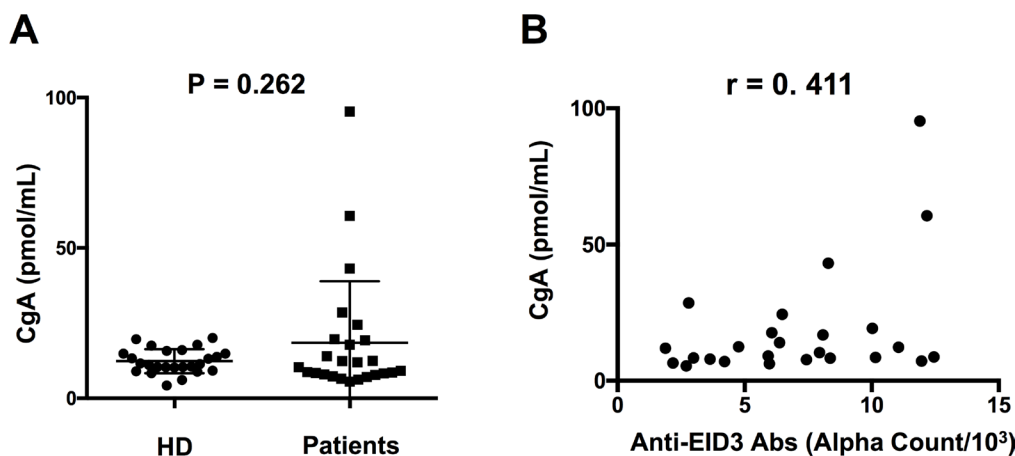 A
P = 0.262
CgA (pmol/mL)
100
50
0
HD
Patients
B
r = 0. 411
CgA (pmol/mL)
100
50
0
0
5
10
15
Anti-EID3 Abs (Alpha Count/10³)